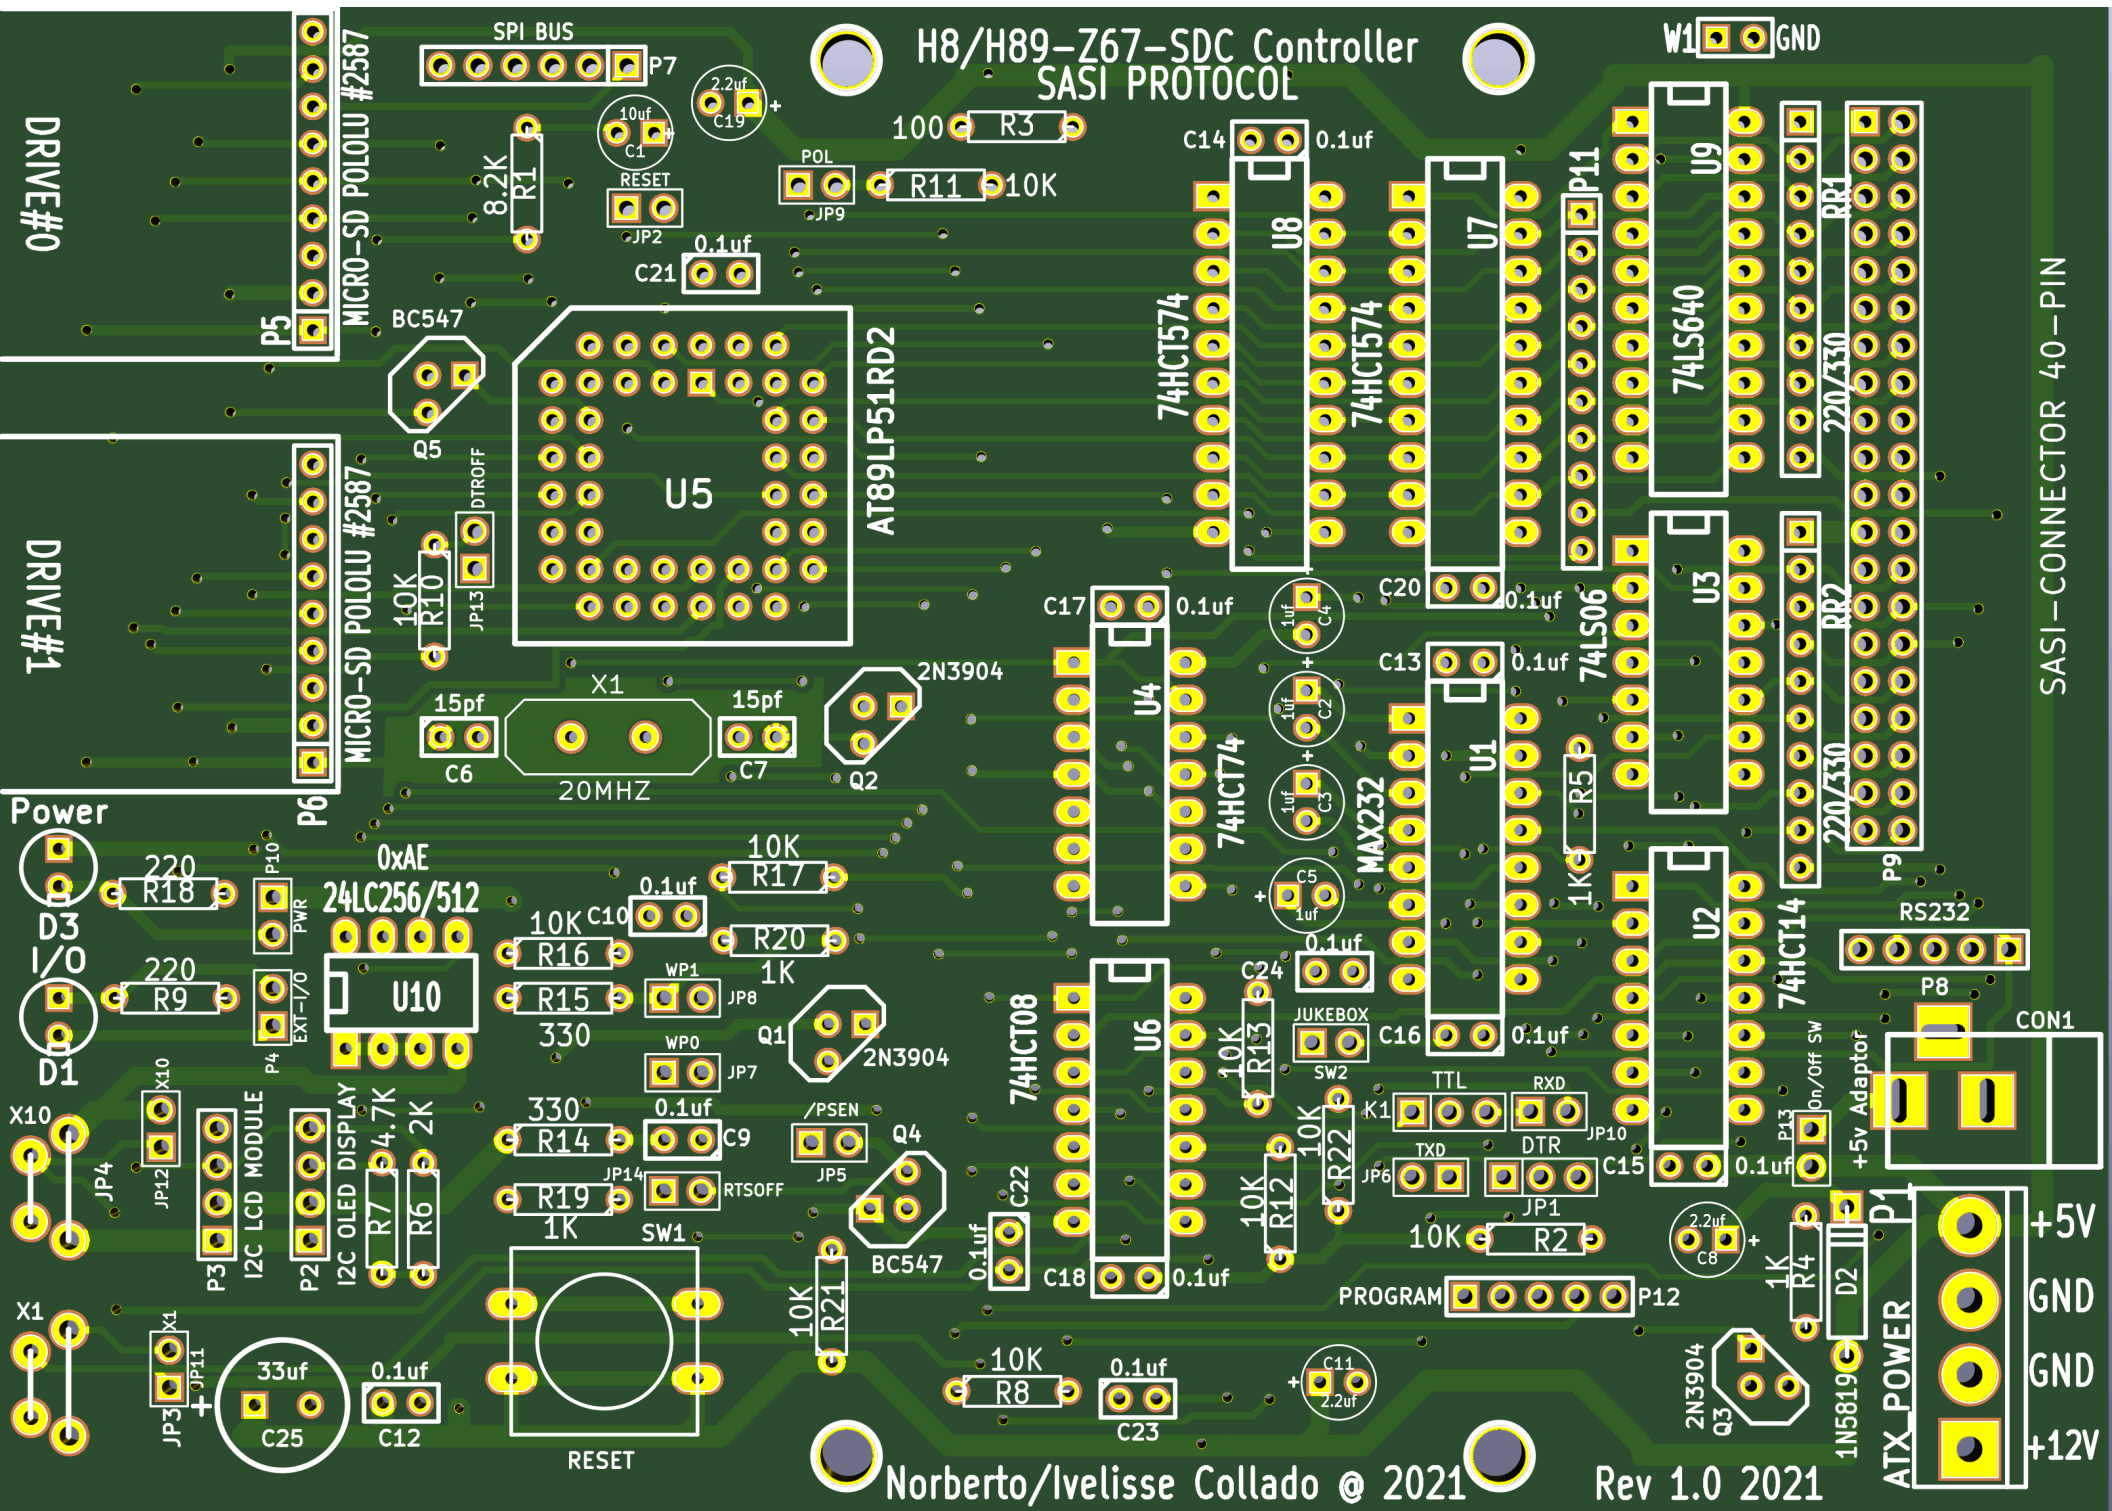 SPI BUS
P7
H8/H89-Z67-SDC Controller
SASI PROTOCOL
W1
GND
DRIVE#0
MICRO-SD POLOLU #2587
P5
8.2K
R1
10uf
+
C1
2.2uf
+
C19
RESET
JP2
POL
JP9
100
R3
R11
10K
C14
0.1uf
0.1uf
C21
U8
74HCT574
U7
74HCT574
P11
U9
74LS640
RR1
220/330
SASI-CONNECTOR 40-PIN
BC547
Q5
U5
AT89LP51RD2
DRIVE#1
MICRO-SD POLOLU #2587
P6
DTROFF
JP13
10K
R10
C17
0.1uf
+
1uf
C4
C20
0.1uf
C13
0.1uf
74LS06
U3
RR2
220/330
P9
X1
15pf
C6
20MHZ
15pf
C7
2N3904
Q2
U4
74HCT74
+
1uf
C2
+
1uf
C3
C5
+
1uf
U1
MAX232
R5
1K
U2
74HCT14
RS232
P8
Power
D3
220
R18
P10
PWR
0xAE
24LC256/512
U10
I/O
D1
220
R9
EXT-I/O
P4
10K
R17
0.1uf
C10
10K
R16
R20
1K
R15
330
WP1
JP8
WP0
JP7
Q1
2N3904
74HCT08
U6
0.1uf
C24
10K
R13
JUKEBOX
SW2
C16
0.1uf
CON1
On/Off SW
P13
+5v Adaptor
X10
JP4
X10
JP12
I2C LCD MODULE
P3
I2C OLED DISPLAY
P2
4.7K
R7
2K
R6
330
R14
0.1uf
C9
JP14
RTSOFF
R19
1K
SW1
RESET
/PSEN
JP5
Q4
BC547
C22
0.1uf
C18
0.1uf
10K
R12
10K
R22
TTL
K1
RXD
JP10
TXD
JP6
DTR
JP1
C15
0.1uf
10K
R2
2.2uf
+
C8
1K
R4
D2
1N5819
P1
ATX_POWER
+5V
GND
GND
+12V
X1
X1
JP11
JP3
+
33uf
C25
0.1uf
C12
10K
R21
10K
R8
0.1uf
C23
C11
+
2.2uf
PROGRAM
P12
2N3904
Q3
Norberto/Ivelisse Collado @ 2021
Rev 1.0 2021